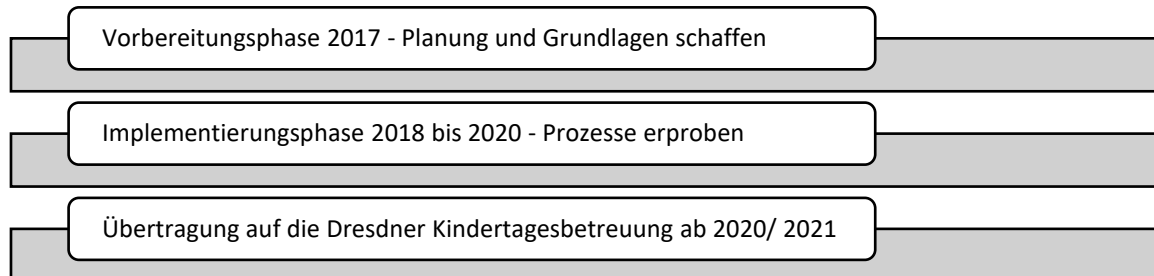 Vorbereitungsphase 2017 - Planung und Grundlagen schaffen
Implementierungsphase 2018 bis 2020 - Prozesse erproben
Übertragung auf die Dresdner Kindertagesbetreuung ab 2020/ 2021